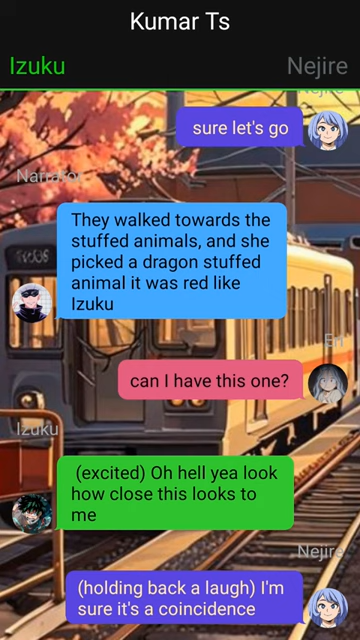 Kumar Ts
Izuku
Nejire
Nejire
sure let's go
Narrator
They walked towards the
stuffed animals, and she
picked a dragon stuffed
animal it was red like
Izuku
Eri
can I have this one?
Izuku
(excited) Oh hell yea look
how close this looks to
me
Nejire
(holding back a laugh) I'm
sure it's a coincidence